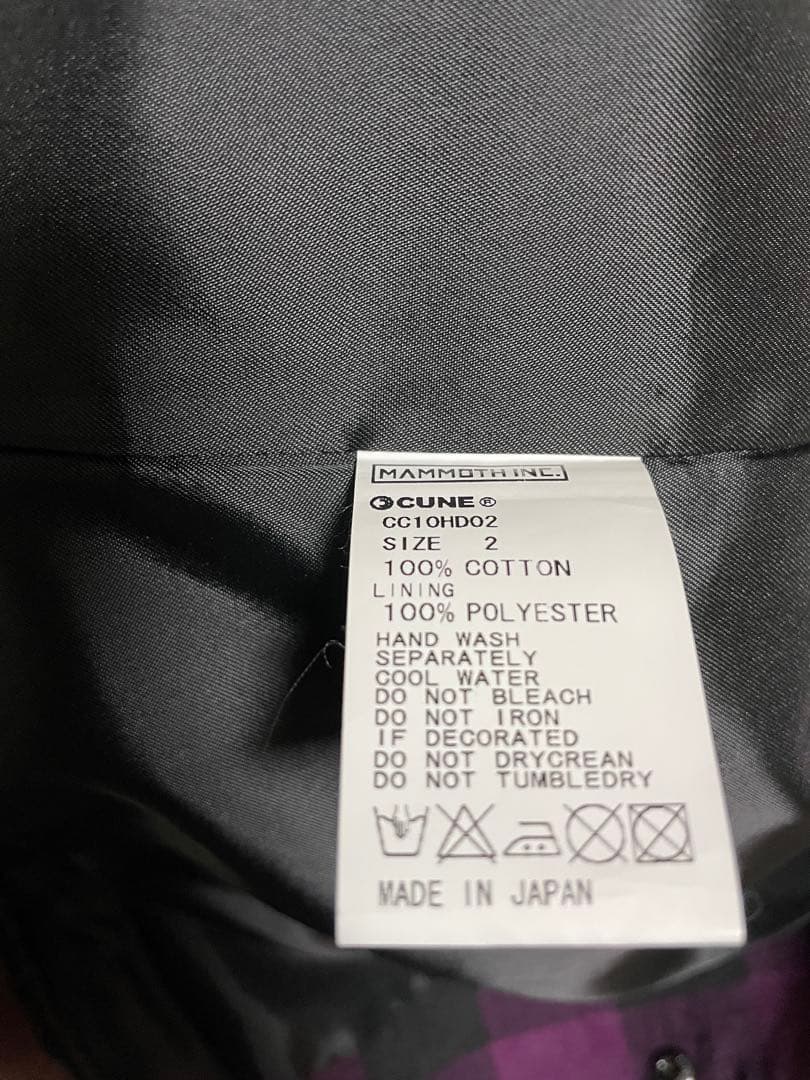 MAMMOTH INC.
CUNE®
CC10HD02
SIZE 2
100% COTTON
LINING
100% POLYESTER
HAND WASH
SEPARATELY
COOL WATER
DO NOT BLEACH
DO NOT IRON
IF DECORATED
DO NOT DRYCREAN
DO NOT TUMBLEDRY
MADE IN JAPAN